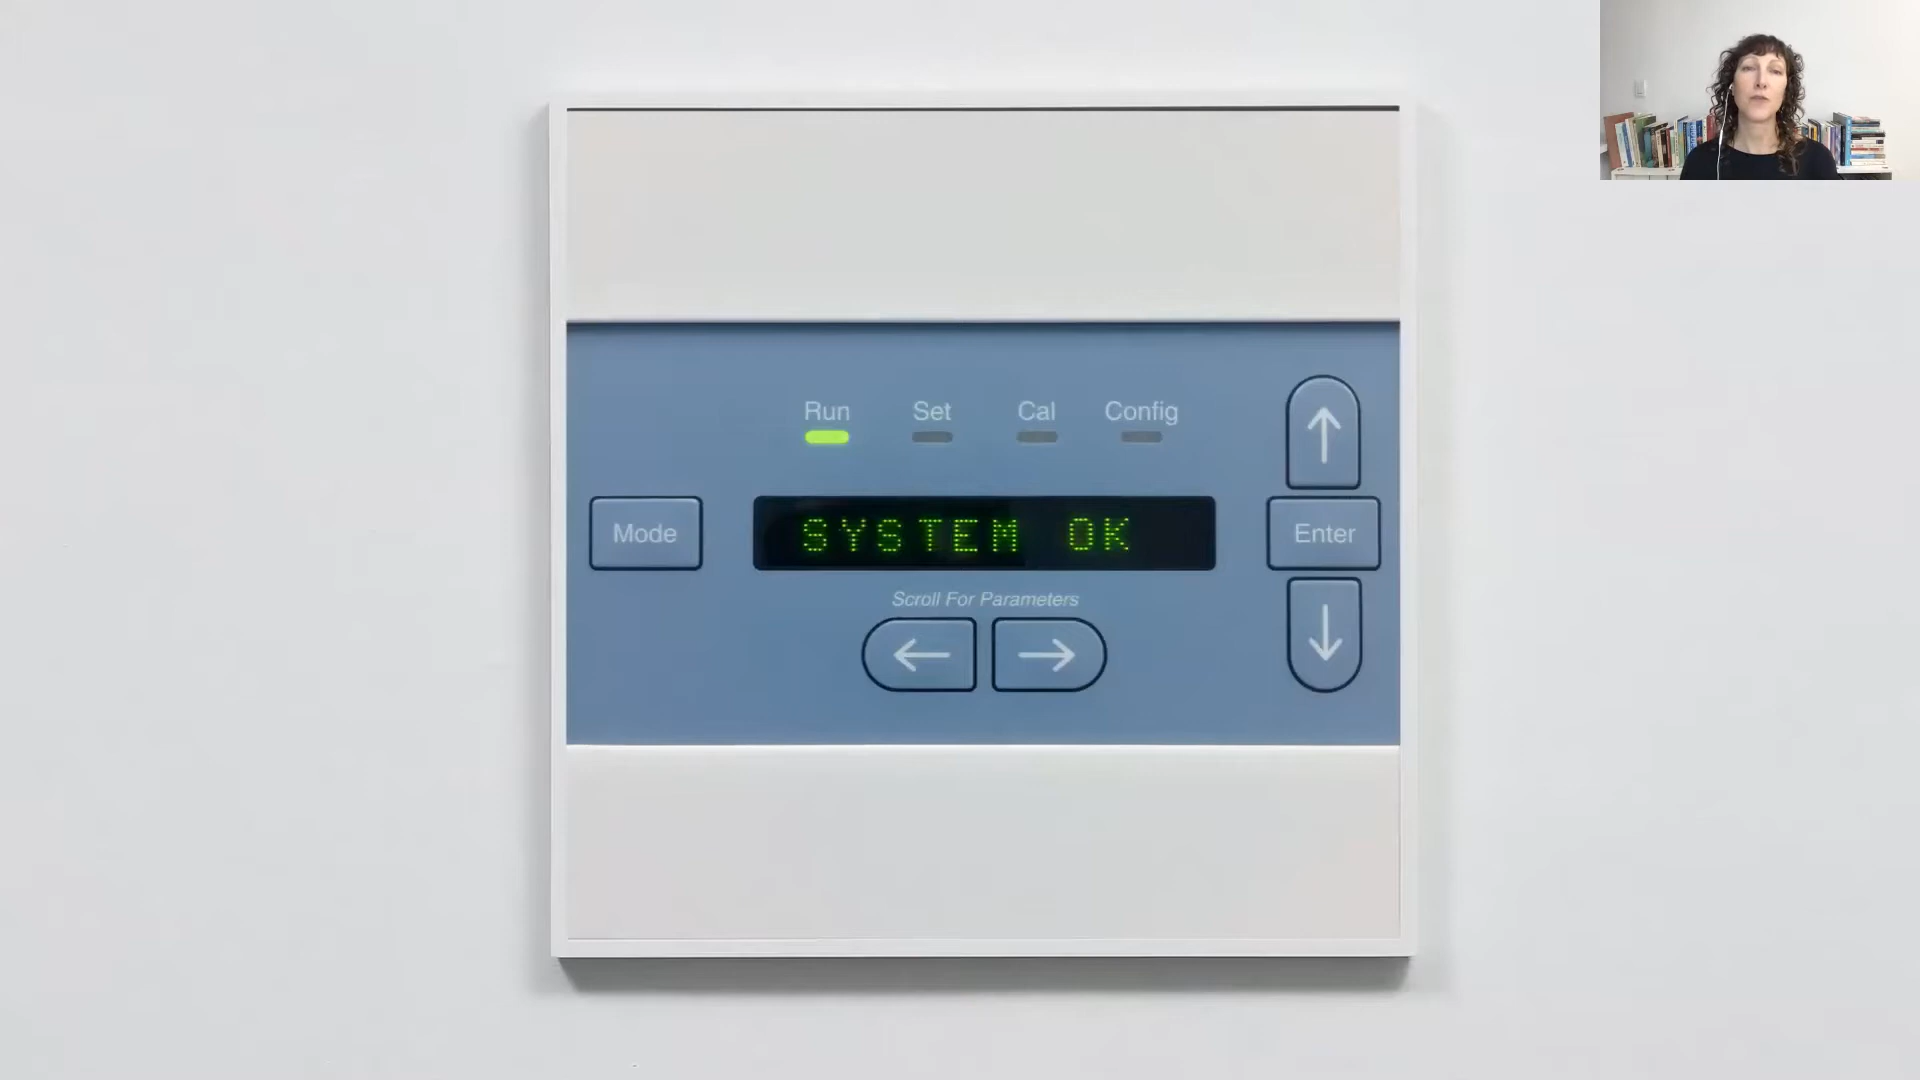 Run Set Cal Config
Mode
SYSTEM OK
Enter
Scroll For Parameters